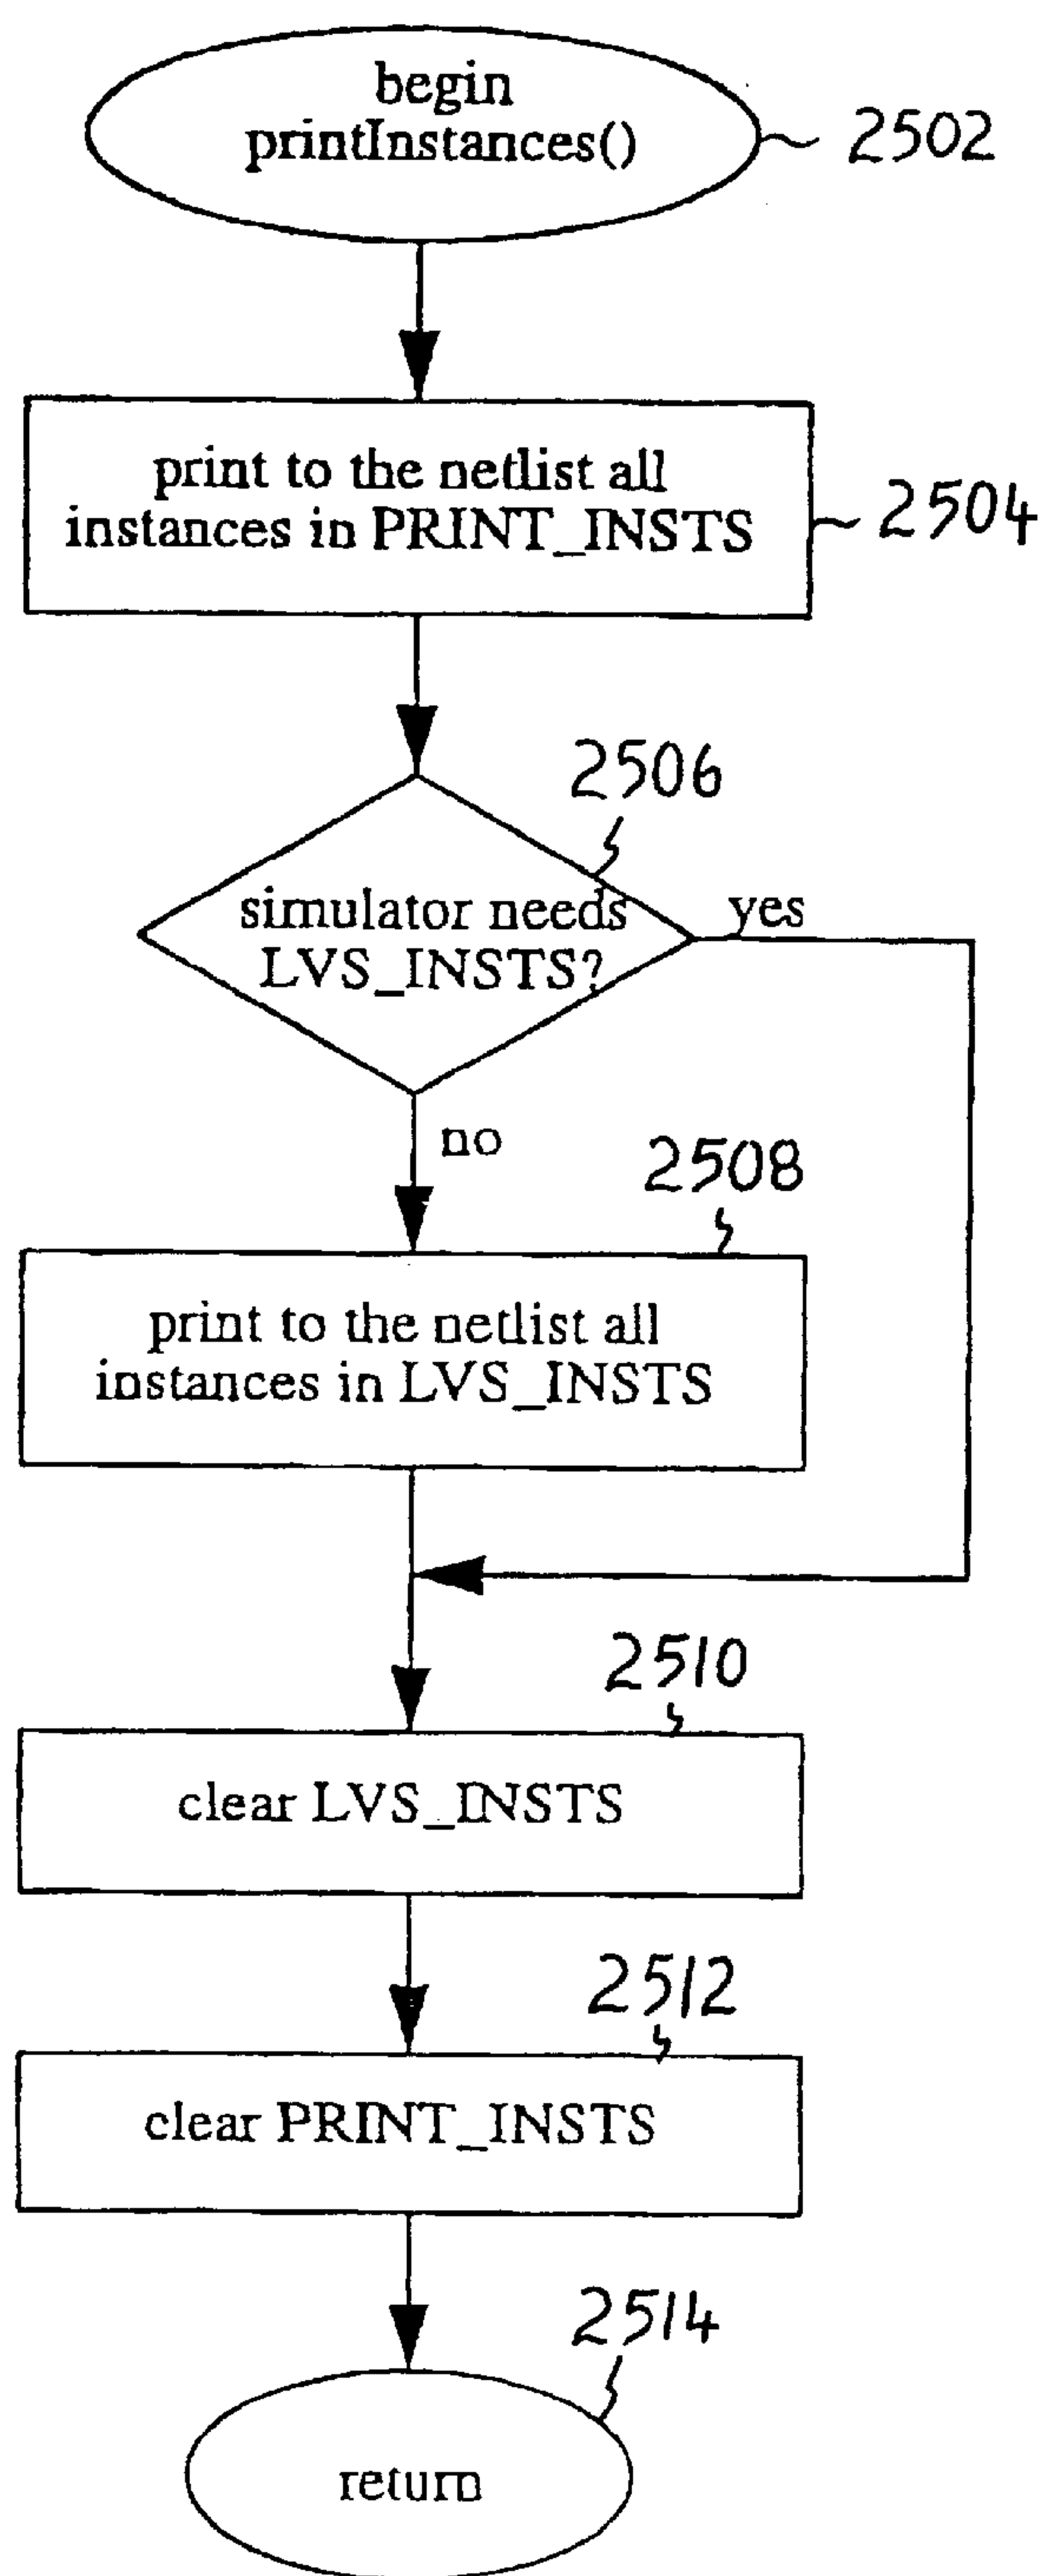 begin
printInstances()
2502
print to the netlist all
instances in PRINT_INSTS
2504
2506
simulator needs
LVS_INSTS?
yes
no
2508
print to the netlist all
instances in LVS_INSTS
2510
clear LVS_INSTS
2512
clear PRINT_INSTS
2514
return